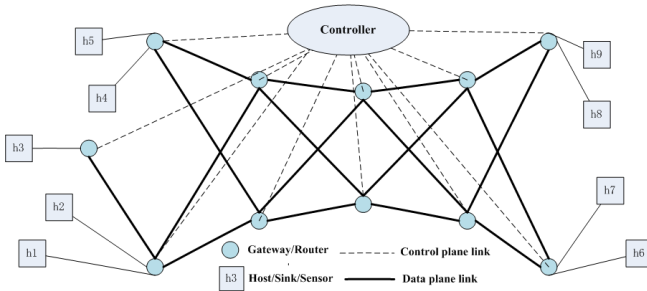 Controller
h5
h9
h4
h8
h3
h2
h7
h1
h6
Gateway/Router
Control plane link
h3
Host/Sink/Sensor
Data plane link